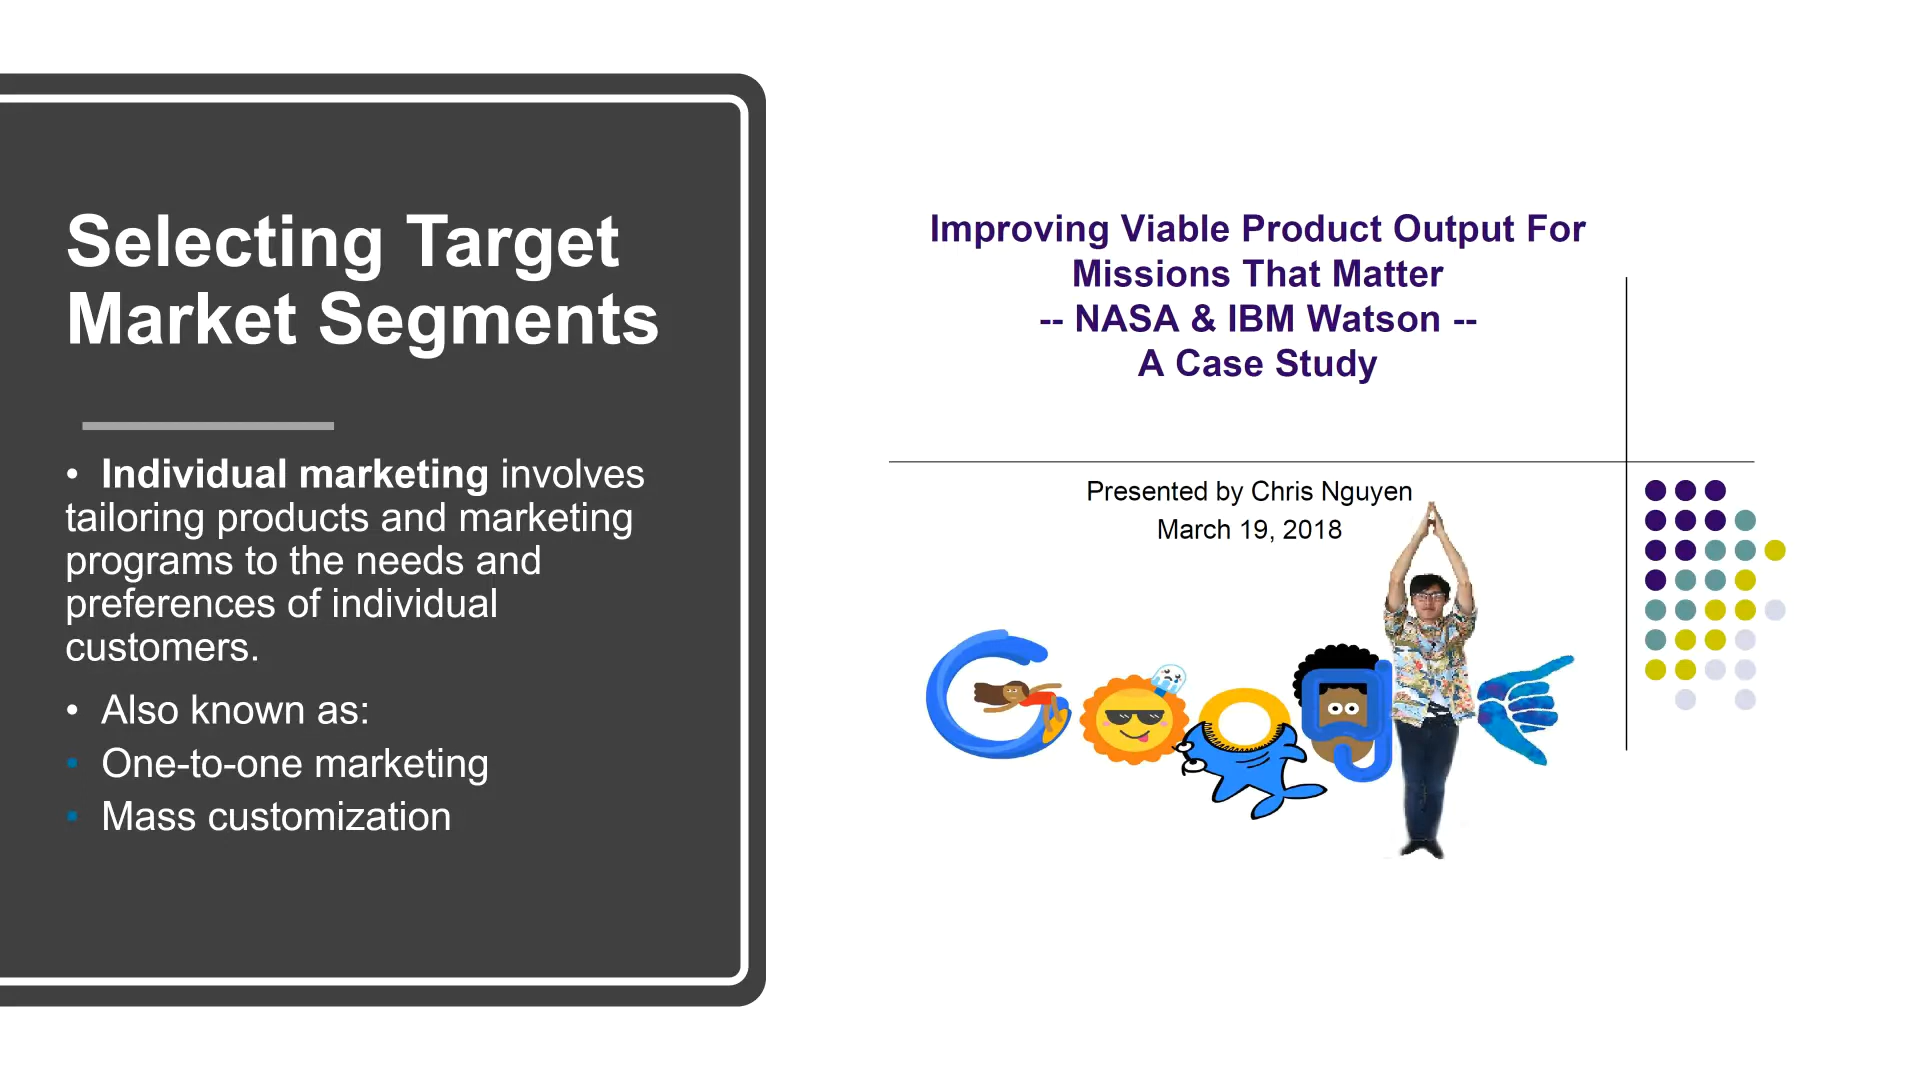 Selecting Target
Market Segments
• Individual marketing involves
tailoring products and marketing
programs to the needs and
preferences of individual
customers.
• Also known as:
▪ One-to-one marketing
▪ Mass customization
Improving Viable Product Output For
Missions That Matter
-- NASA & IBM Watson --
A Case Study
Presented by Chris Nguyen
March 19, 2018
Google